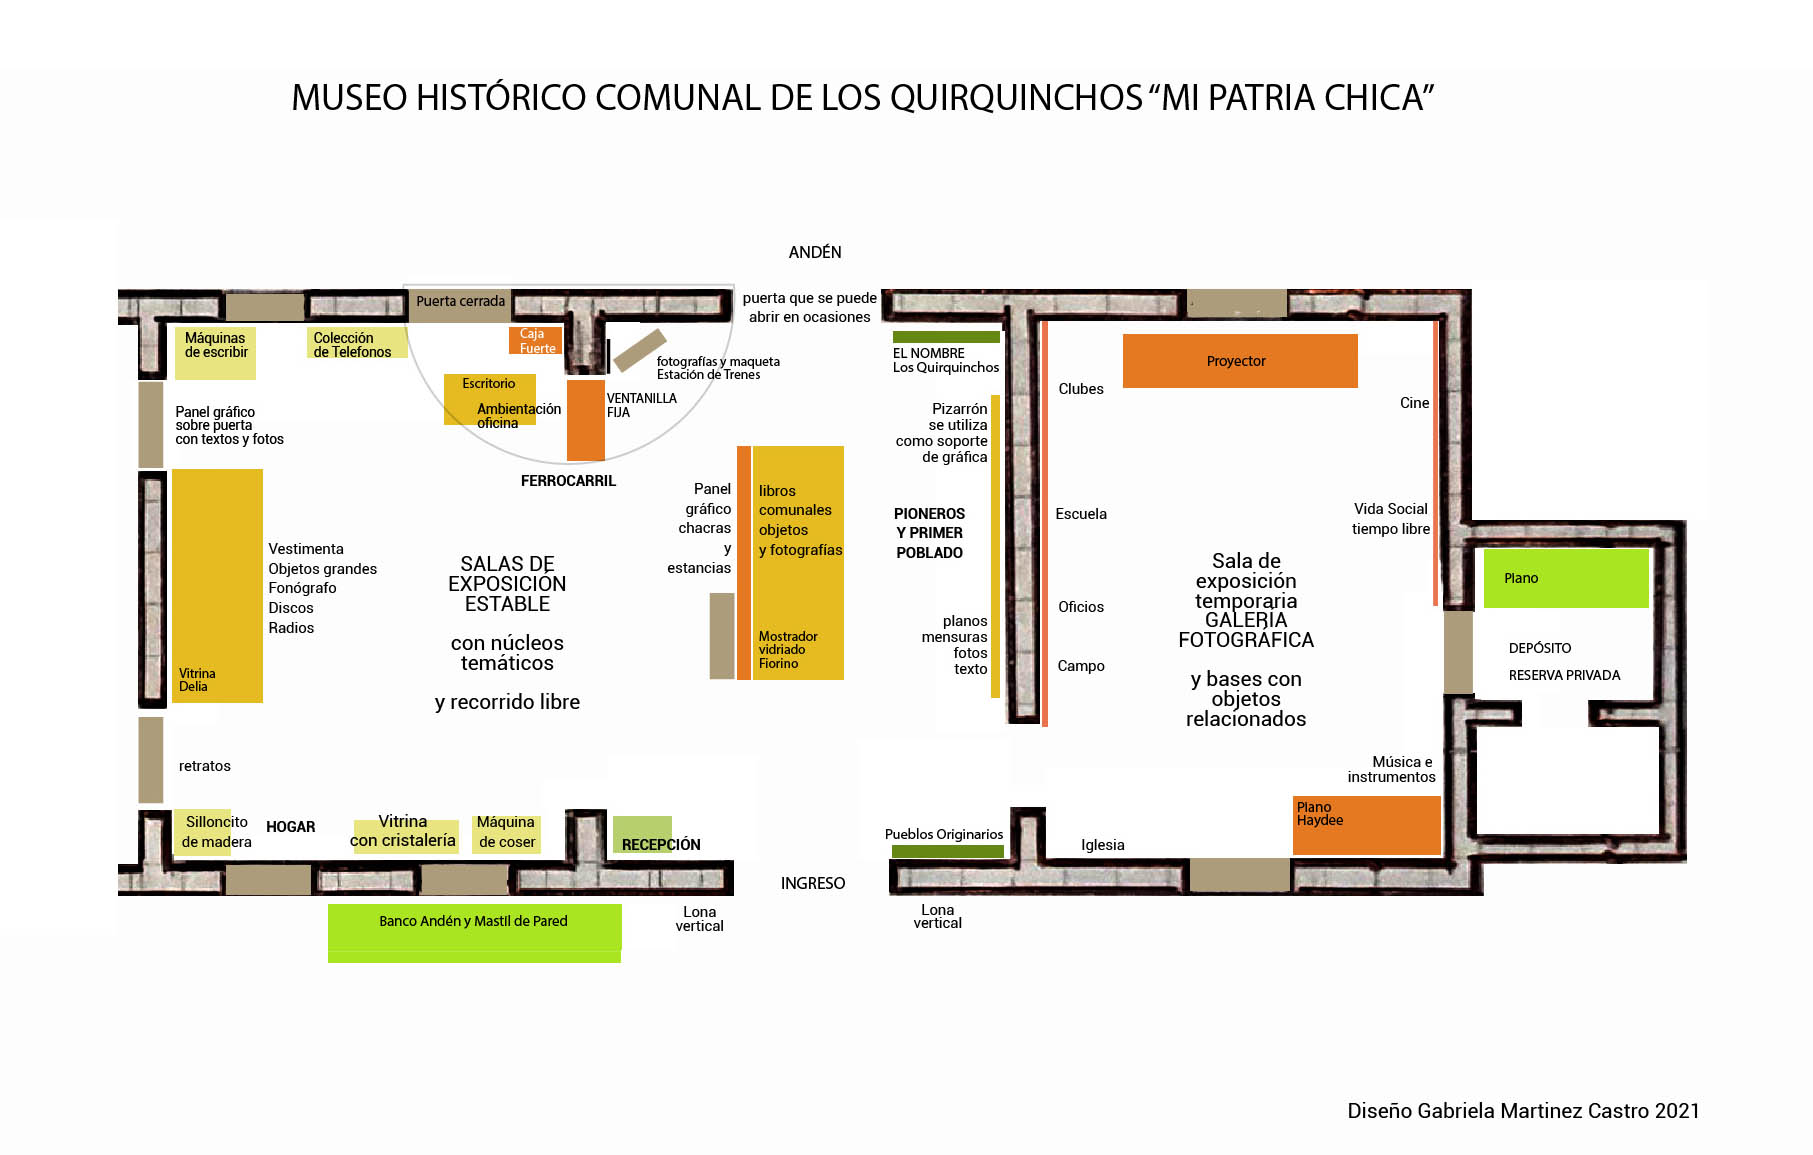 MUSEO HISTÓRICO COMUNAL DE LOS QUIRQUINCHOS “MI PATRIA CHICA”
ANDÉN
Puerta cerrada
puerta que se puede
abrir en ocasiones
Máquinas
de escribir
Colección
de Telefonos
Caja
Fuerte
fotografías y maqueta
Estación de Trenes
Escritorio
Ambientación
oficina
VENTANILLA
FIJA
Panel gráfico
sobre puerta
con textos y fotos
FERROCARRIL
EL NOMBRE
Los Quirquinchos
Pizarrón
se utiliza
como soporte
de gráfica
Panel
gráfico
chacras
y
estancias
libros
comunales
objetos
y fotografías
PIONEROS
Y PRIMER
POBLADO
Vestimenta
Objetos grandes
Fonógrafo
Discos
Radios
Vitrina
Delia
SALAS DE
EXPOSICIÓN
ESTABLE
con núcleos
temáticos
y recorrido libre
Mostrador
vidriado
Fiorino
planos
mensuras
fotos
texto
retratos
Silloncito
de madera
HOGAR
Vitrina
con cristalería
Máquina
de coser
RECEPCIÓN
Pueblos Originarios
INGRESO
Banco Andén y Mastil de Pared
Lona
vertical
Lona
vertical
Proyector
Clubes
Cine
Escuela
Vida Social
tiempo libre
Sala de
exposición
temporaria
GALERÍA
FOTOGRÁFICA
y bases con
objetos
relacionados
Oficios
Campo
Música e
instrumentos
Plano
Haydee
Iglesia
Plano
DEPÓSITO
RESERVA PRIVADA
Diseño Gabriela Martinez Castro 2021